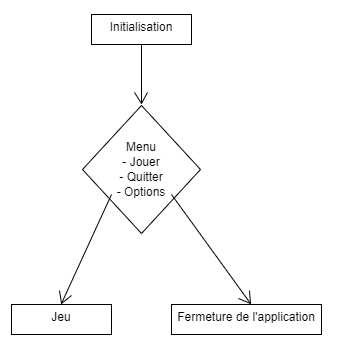 Initialisation
Menu
- Jouer
- Quitter
- Options
Jeu
Fermeture de l'application